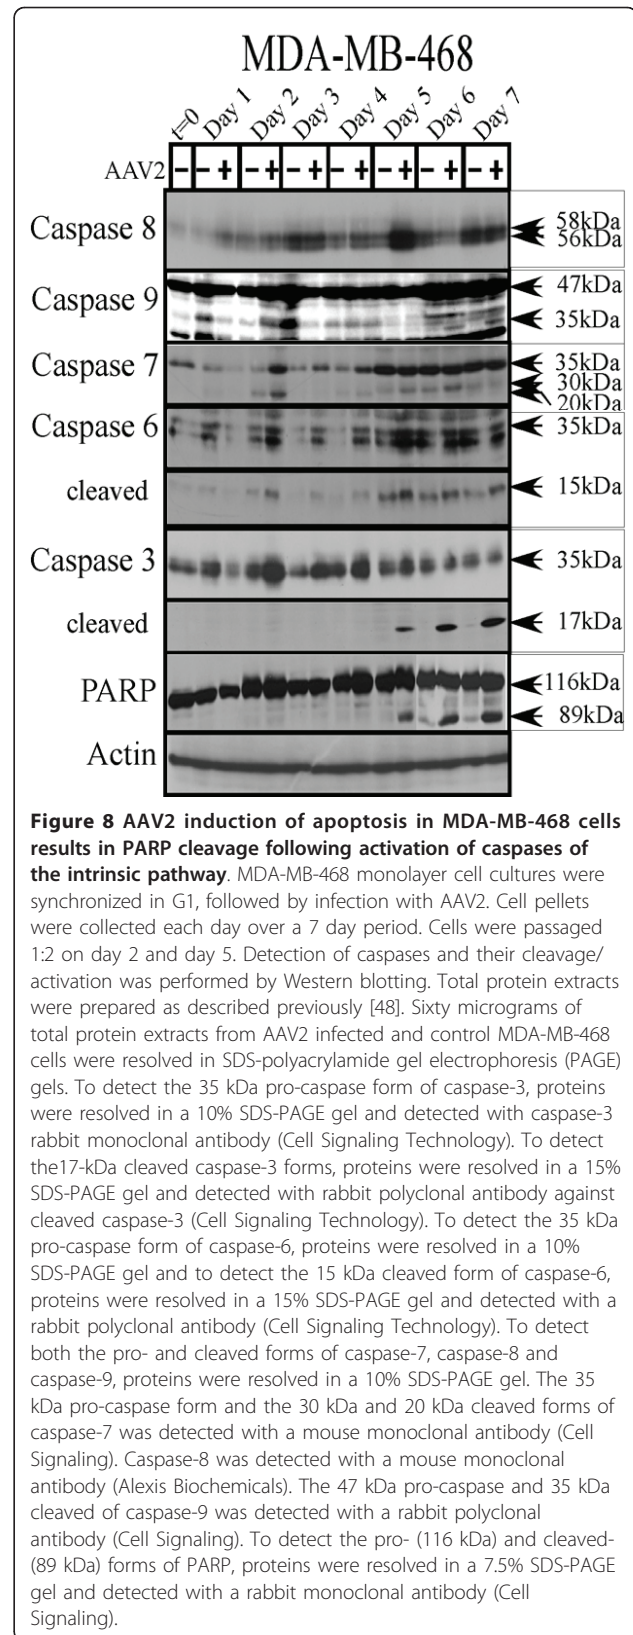 MDA-MB-468
t=0 Day 1 Day 2 Day 3 Day 4 Day 5 Day 6 Day 7
AAV2 − − + − + − + − + − + − + − +
Caspase 8
58kDa
56kDa
Caspase 9
47kDa
35kDa
Caspase 7
35kDa
30kDa
20kDa
Caspase 6
35kDa
cleaved
15kDa
Caspase 3
35kDa
cleaved
17kDa
PARP
116kDa
89kDa
Actin
Figure 8 AAV2 induction of apoptosis in MDA-MB-468 cells
results in PARP cleavage following activation of caspases of
the intrinsic pathway. MDA-MB-468 monolayer cell cultures were
synchronized in G1, followed by infection with AAV2. Cell pellets
were collected each day over a 7 day period. Cells were passaged
1:2 on day 2 and day 5. Detection of caspases and their cleavage/
activation was performed by Western blotting. Total protein extracts
were prepared as described previously [48]. Sixty micrograms of
total protein extracts from AAV2 infected and control MDA-MB-468
cells were resolved in SDS-polyacrylamide gel electrophoresis (PAGE)
gels. To detect the 35 kDa pro-caspase form of caspase-3, proteins
were resolved in a 10% SDS-PAGE gel and detected with caspase-3
rabbit monoclonal antibody (Cell Signaling Technology). To detect
the17-kDa cleaved caspase-3 forms, proteins were resolved in a 15%
SDS-PAGE gel and detected with rabbit polyclonal antibody against
cleaved caspase-3 (Cell Signaling Technology). To detect the 35 kDa
pro-caspase form of caspase-6, proteins were resolved in a 10%
SDS-PAGE gel and to detect the 15 kDa cleaved form of caspase-6,
proteins were resolved in a 15% SDS-PAGE gel and detected with a
rabbit polyclonal antibody (Cell Signaling Technology). To detect
both the pro- and cleaved forms of caspase-7, caspase-8 and
caspase-9, proteins were resolved in a 10% SDS-PAGE gel. The 35
kDa pro-caspase form and the 30 kDa and 20 kDa cleaved forms of
caspase-7 was detected with a mouse monoclonal antibody (Cell
Signaling). Caspase-8 was detected with a mouse monoclonal
antibody (Alexis Biochemicals). The 47 kDa pro-caspase and 35 kDa
cleaved of caspase-9 was detected with a rabbit polyclonal
antibody (Cell Signaling). To detect the pro- (116 kDa) and cleaved-
(89 kDa) forms of PARP, proteins were resolved in a 7.5% SDS-PAGE
gel and detected with a rabbit monoclonal antibody (Cell
Signaling).